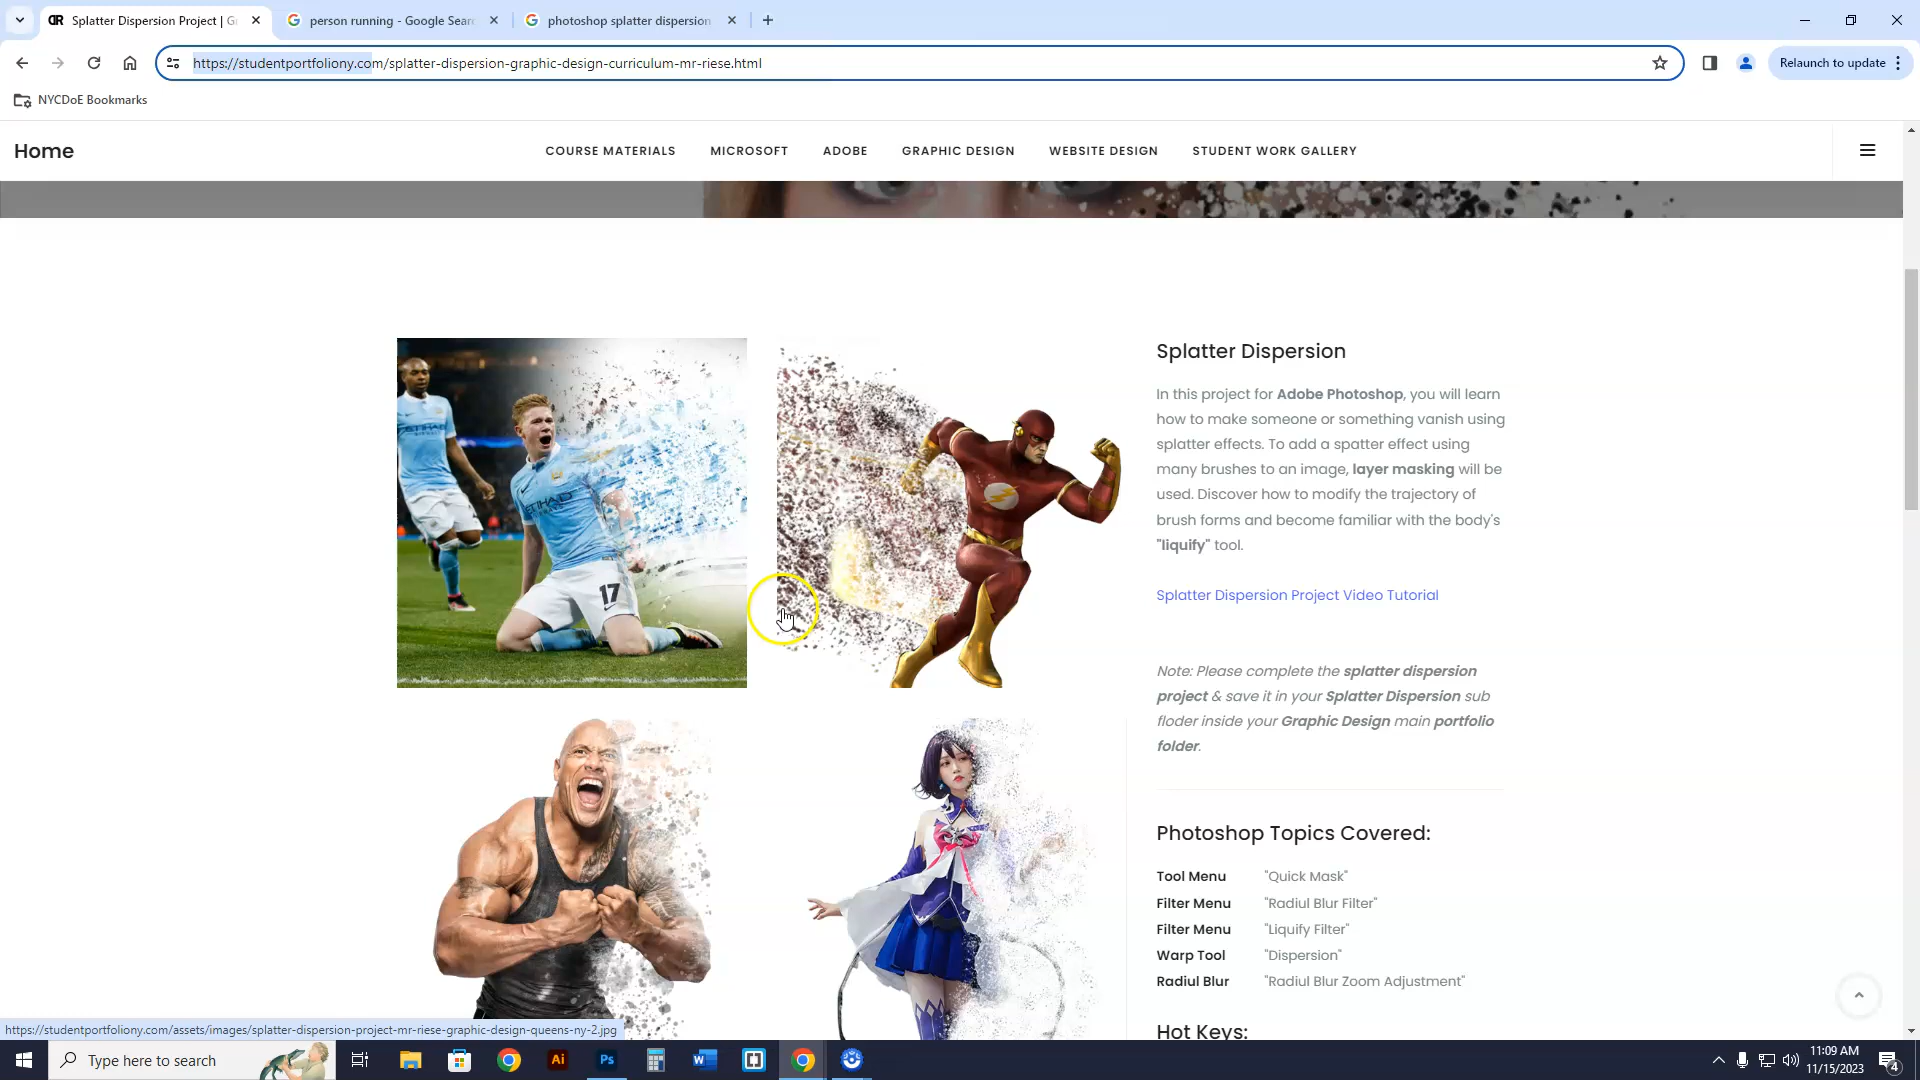 Splatter Dispersion Project | G
person running - Google Sear
photoshop splatter dispersion
https://studentportfoliony.com/splatter-dispersion-graphic-design-curriculum-mr-riese.html
Relaunch to update
NYCDoE Bookmarks
Home
COURSE MATERIALS
MICROSOFT
ADOBE
GRAPHIC DESIGN
WEBSITE DESIGN
STUDENT WORK GALLERY
17
Splatter Dispersion
In this project for Adobe Photoshop, you will learn
how to make someone or something vanish using
splatter effects. To add a spatter effect using
many brushes to an image, layer masking will be
used. Discover how to modify the trajectory of
brush forms and become familiar with the body's
"liquify" tool.
Splatter Dispersion Project Video Tutorial
Note: Please complete the splatter dispersion
project & save it in your Splatter Dispersion sub
floder inside your Graphic Design main portfolio
folder.
Photoshop Topics Covered:
Tool Menu "Quick Mask"
Filter Menu "Radiul Blur Filter"
Filter Menu "Liquify Filter"
Warp Tool "Dispersion"
Radiul Blur "Radiul Blur Zoom Adjustment"
Hot Keys:
https://studentportfoliony.com/assets/images/splatter-dispersion-project-mr-riese-graphic-design-queens-ny-2.jpg
Type here to search
Ai
Ps
W
11:09 AM
11/15/2023
4